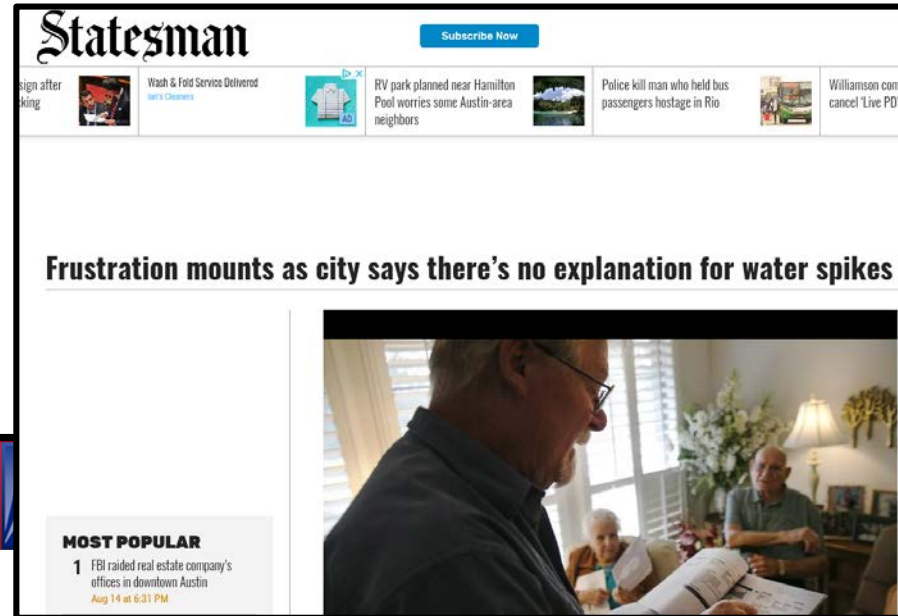 Statesman
Subscribe Now
sign after
king
Wash & Fold Service Delivered
Ian's Cleaners
AD
RV park planned near Hamilton
Pool worries some Austin-area
neighbors
Police kill man who held bus
passengers hostage in Rio
Williamson com
cancel 'Live PD'
Frustration mounts as city says there's no explanation for water spikes
MOST POPULAR
1 FBI raided real estate company's
offices in downtown Austin
Aug 14 at 6:31 PM